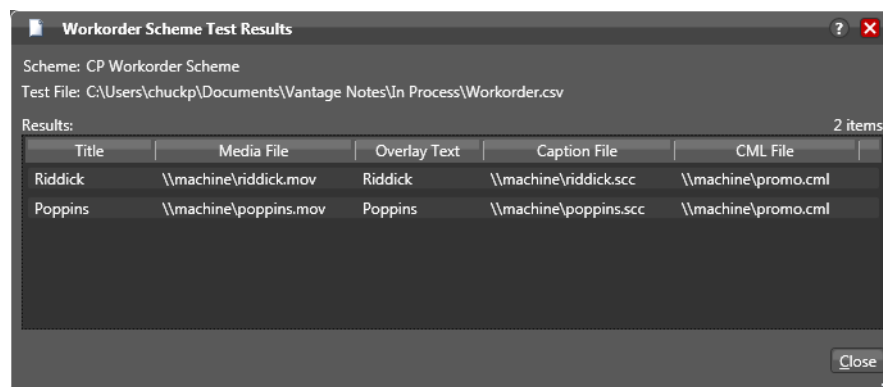 Workorder Scheme Test Results ?
Scheme: CP Workorder Scheme
Test File: C:\Users\chuckp\Documents\Vantage Notes\In Process\Workorder.csv
Results: 2 items
Title Media File Overlay Text Caption File CML File
Riddick \\machine\riddick.mov Riddick \\machine\riddick.scc \\machine\promo.cml
Poppins \\machine\poppins.mov Poppins \\machine\poppins.scc \\machine\promo.cml
Close